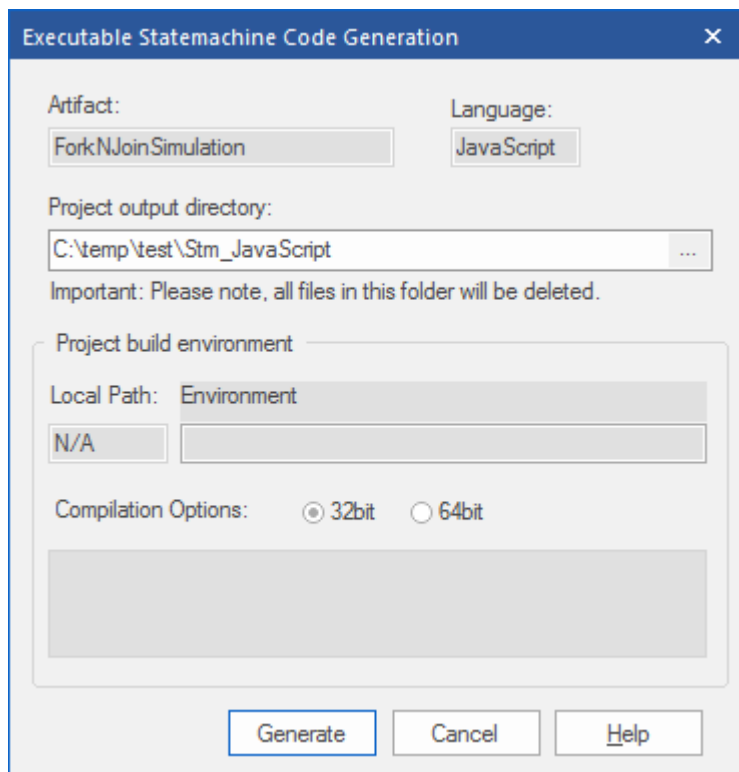 Executable Statemachine Code Generation
Artifact:
Language:
ForkNJoinSimulation
JavaScript
Project output directory:
C:\temp\test\Stm_JavaScript
...
Important: Please note, all files in this folder will be deleted.
Project build environment
Local Path: Environment
N/A
Compilation Options: 32bit 64bit
Generate Cancel Help